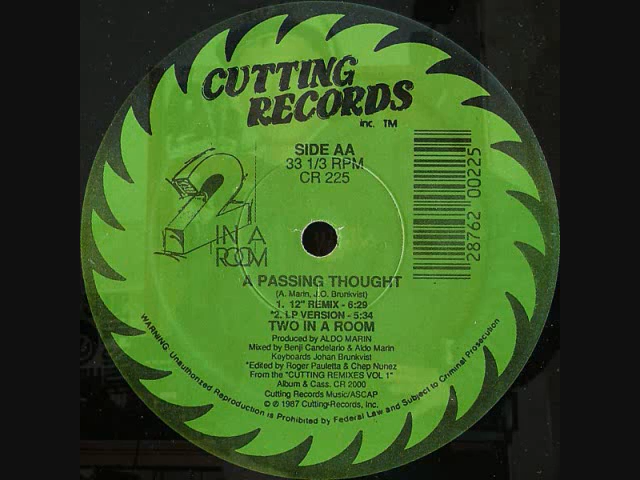 CUTTING
RECORDS
inc. TM
SIDE AA
33 1/3 RPM
CR 225
28762 00225
2
IN A
ROOM
A PASSING THOUGHT
(A. Marin, J.O. Brunkvist)
1. 12" REMIX - 6:29
*2. LP VERSION - 5:34
TWO IN A ROOM
Produced by ALDO MARIN
Mixed by Benji Candelario & Aldo Marin
Keyboards Johan Brunkvist
*Edited by Roger Pauletta & Chep Nunez
From the "CUTTING REMIXES VOL 1"
Album & Cass. CR 2000
Cutting Records Music/ASCAP
© ℗ 1987 Cutting-Records, Inc.
WARNING: Unauthorized Reproduction is Prohibited by Federal Law and Subject to Criminal Prosecution